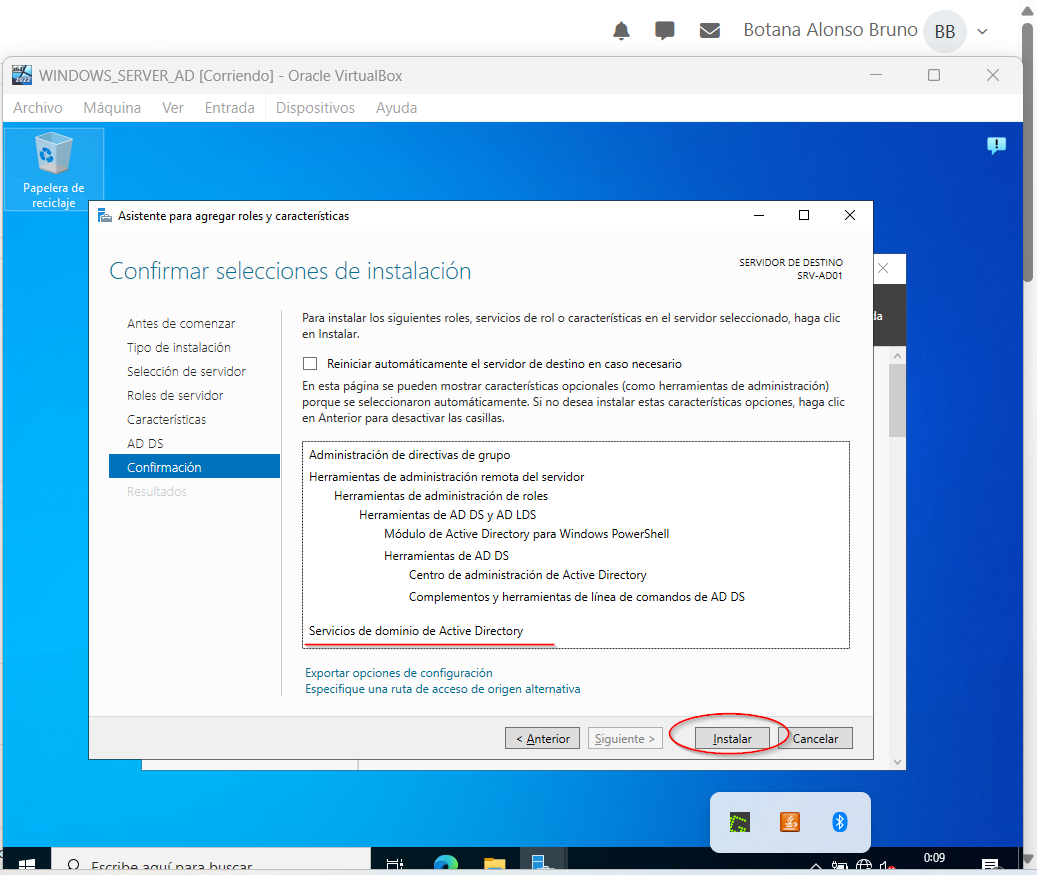 Botana Alonso Bruno BB
WINDOWS_SERVER_AD [Corriendo] - Oracle VirtualBox
Archivo Máquina Ver Entrada Dispositivos Ayuda
Papelera de
reciclaje
Asistente para agregar roles y características
Confirmar selecciones de instalación
SERVIDOR DE DESTINO
SRV-AD01
Antes de comenzar
Tipo de instalación
Selección de servidor
Roles de servidor
Características
AD DS
Confirmación
Resultados
Para instalar los siguientes roles, servicios de rol o características en el servidor seleccionado, haga clic
en Instalar.
Reiniciar automáticamente el servidor de destino en caso necesario
En esta página se pueden mostrar características opcionales (como herramientas de administración)
porque se seleccionaron automáticamente. Si no desea instalar estas características opciones, haga clic
en Anterior para desactivar las casillas.
Administración de directivas de grupo
Herramientas de administración remota del servidor
Herramientas de administración de roles
Herramientas de AD DS y AD LDS
Módulo de Active Directory para Windows PowerShell
Herramientas de AD DS
Centro de administración de Active Directory
Complementos y herramientas de línea de comandos de AD DS
Servicios de dominio de Active Directory
Exportar opciones de configuración
Especifique una ruta de acceso de origen alternativa
< Anterior Siguiente > Instalar Cancelar
da
Escribe aquí para buscar
0:09